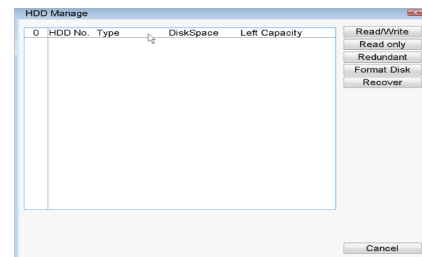 HDD Manage
0 HDD No. Type DiskSpace Left Capacity
Read/Write
Read only
Redundant
Format Disk
Recover
Cancel